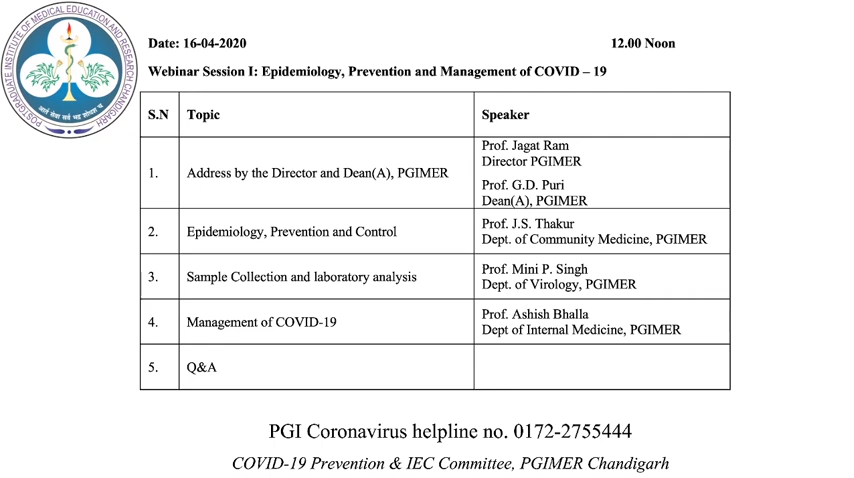 POSTGRADUATE INSTITUTE OF MEDICAL EDUCATION AND RESEARCH CHANDIGARH
Date: 16-04-2020 12.00 Noon
Webinar Session I: Epidemiology, Prevention and Management of COVID – 19
S.N Topic Speaker
1. Address by the Director and Dean(A), PGIMER
Prof. Jagat Ram
Director PGIMER
Prof. G.D. Puri
Dean(A), PGIMER
2. Epidemiology, Prevention and Control
Prof. J.S. Thakur
Dept. of Community Medicine, PGIMER
3. Sample Collection and laboratory analysis
Prof. Mini P. Singh
Dept. of Virology, PGIMER
4. Management of COVID-19
Prof. Ashish Bhalla
Dept of Internal Medicine, PGIMER
5. Q&A
PGI Coronavirus helpline no. 0172-2755444
COVID-19 Prevention & IEC Committee, PGIMER Chandigarh